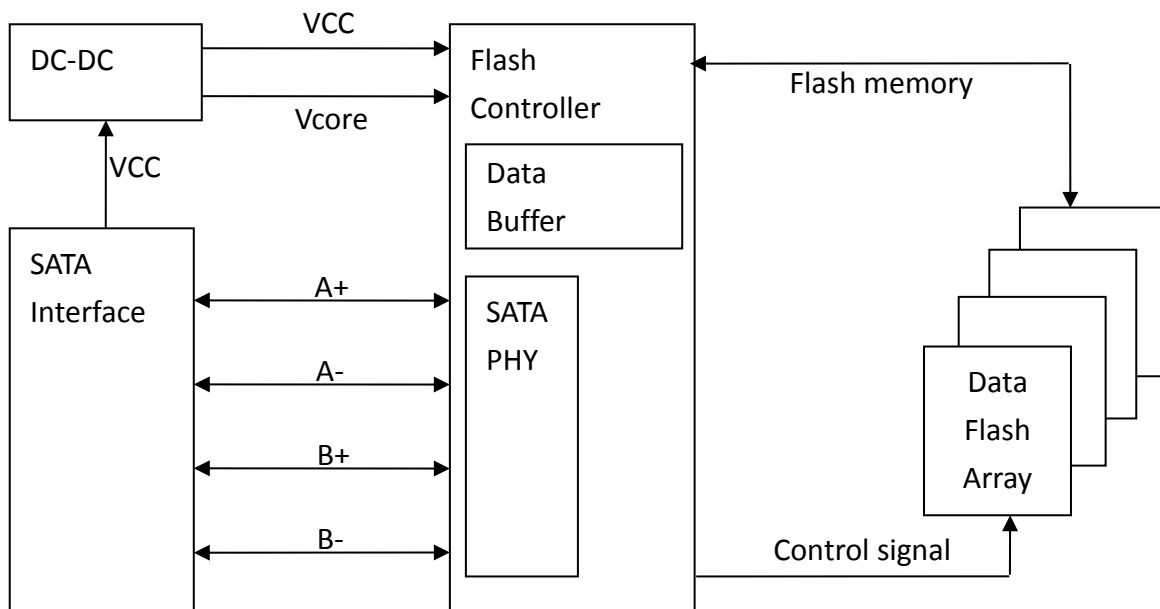 DC-DC
VCC
Vcore
VCC
SATA
Interface
A+
A-
B+
B-
Flash
Controller
Data
Buffer
SATA
PHY
Flash memory
Data
Flash
Array
Control signal